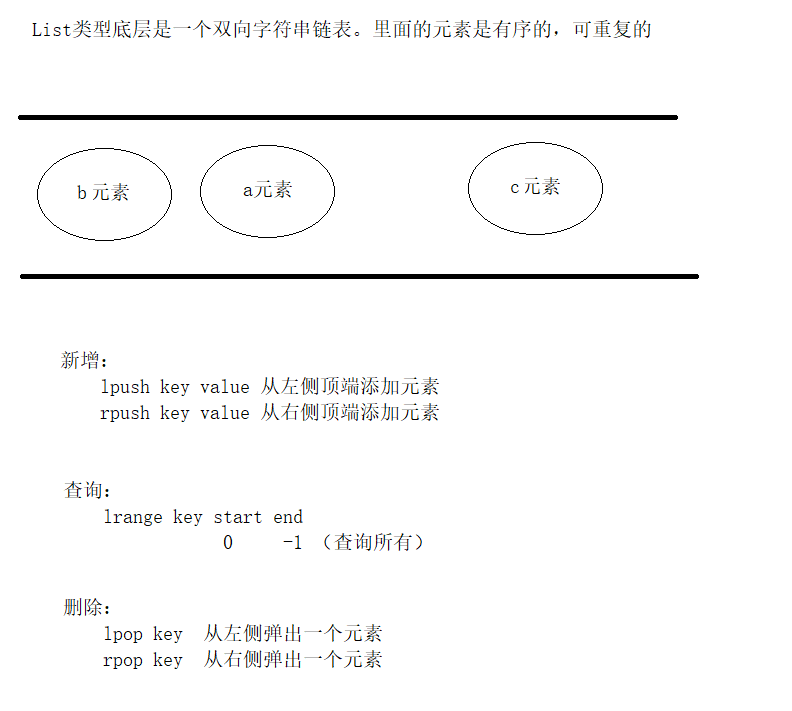 List类型底层是一个双向字符串链表。里面的元素是有序的，可重复的
b元素 a元素 c元素
新增：
lpush key value 从左侧顶端添加元素
rpush key value 从右侧顶端添加元素
查询：
lrange key start end
0 -1 （查询所有）
删除：
lpop key 从左侧弹出一个元素
rpop key 从右侧弹出一个元素